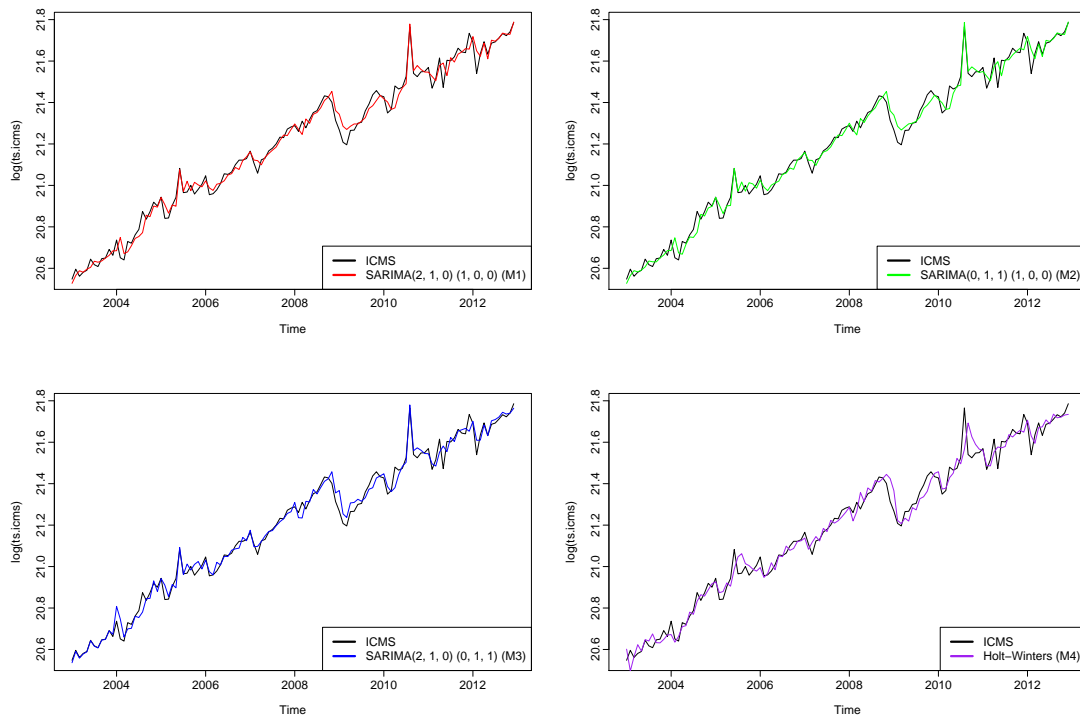 log(ts.icms)
21.8
21.6
21.4
21.2
21.0
20.8
20.6
ICMS
SARIMA(2, 1, 0) (1, 0, 0) (M1)
2004 2006 2008 2010 2012
Time
log(ts.icms)
21.8
21.6
21.4
21.2
21.0
20.8
20.6
ICMS
SARIMA(0, 1, 1) (1, 0, 0) (M2)
2004 2006 2008 2010 2012
Time
log(ts.icms)
21.8
21.6
21.4
21.2
21.0
20.8
20.6
ICMS
SARIMA(2, 1, 0) (0, 1, 1) (M3)
2004 2006 2008 2010 2012
Time
log(ts.icms)
21.8
21.6
21.4
21.2
21.0
20.8
20.6
ICMS
Holt−Winters (M4)
2004 2006 2008 2010 2012
Time